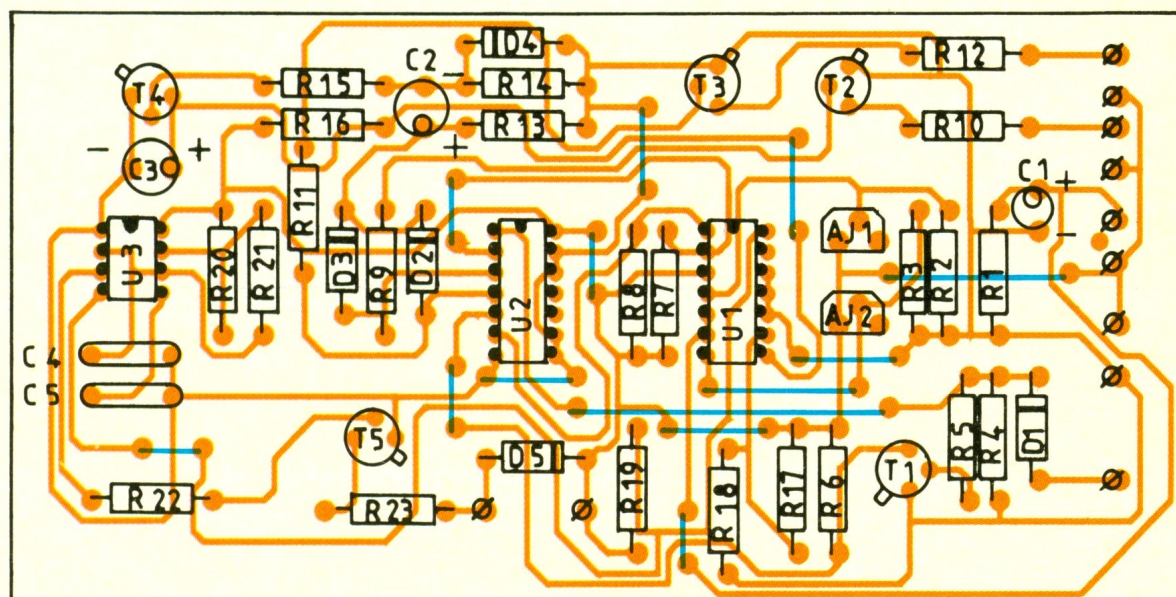 D4
R12
C2
R15
R14
T4
T3
T2
R16
R13
R10
- C3 +
- +
R11
C1
+
-
U3
R20
R21
D3
R9
D2
U2
R8
R7
U1
AJ1
AJ2
R3
R2
R1
C4
C5
T5
D5
R19
R18
R17
R6
T1
R5
R4
D1
R22
R23